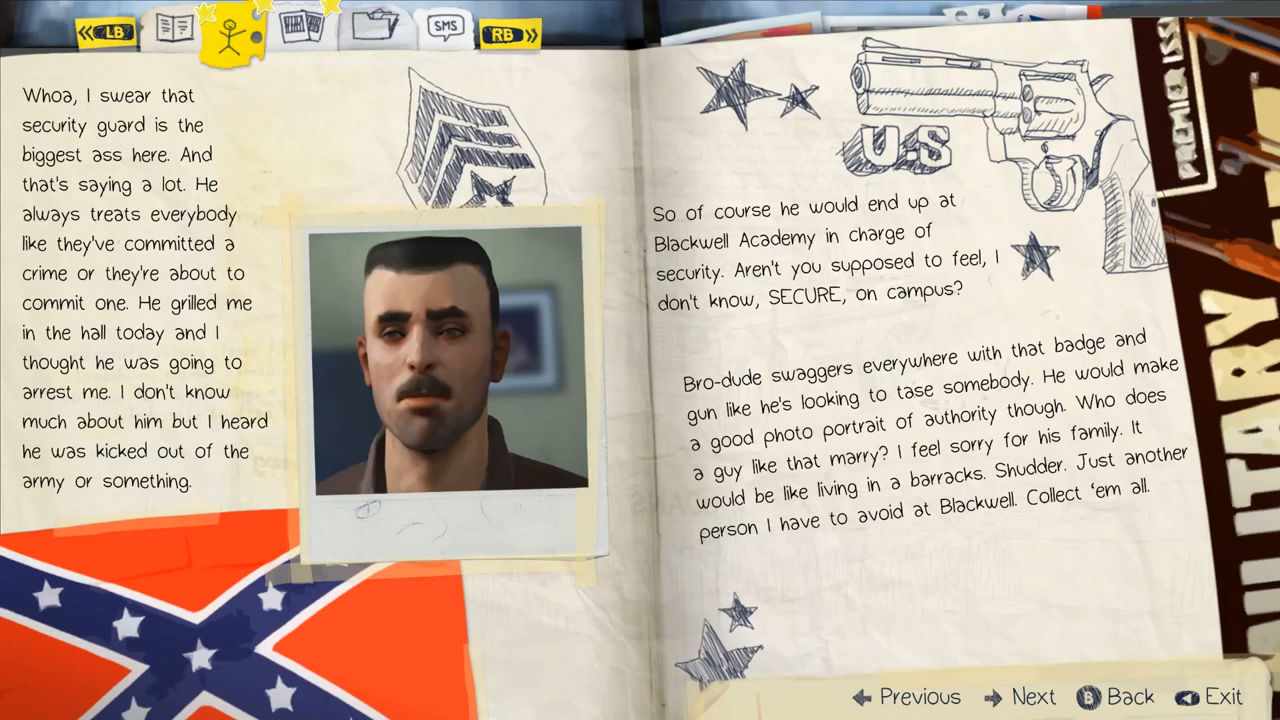 LB
SMS
RB
Whoa, I swear that
security guard is the
biggest ass here. And
that's saying a lot. He
always treats everybody
like they've committed a
crime or they're about to
commit one. He grilled me
in the hall today and I
thought he was going to
arrest me. I don't know
much about him but I heard
he was kicked out of the
army or something.
U.S
So of course he would end up at
Blackwell Academy in charge of
security. Aren't you supposed to feel, I
don't know, SECURE, on campus?
Bro-dude swaggers everywhere with that badge and
gun like he's looking to tase somebody. He would make
a good photo portrait of authority though. Who does
a guy like that marry? I feel sorry for his family. It
would be like living in a barracks. Shudder. Just another
person I have to avoid at Blackwell. Collect 'em all.
PREMIER ISS
MILITARY
Previous
Next
B Back
Exit